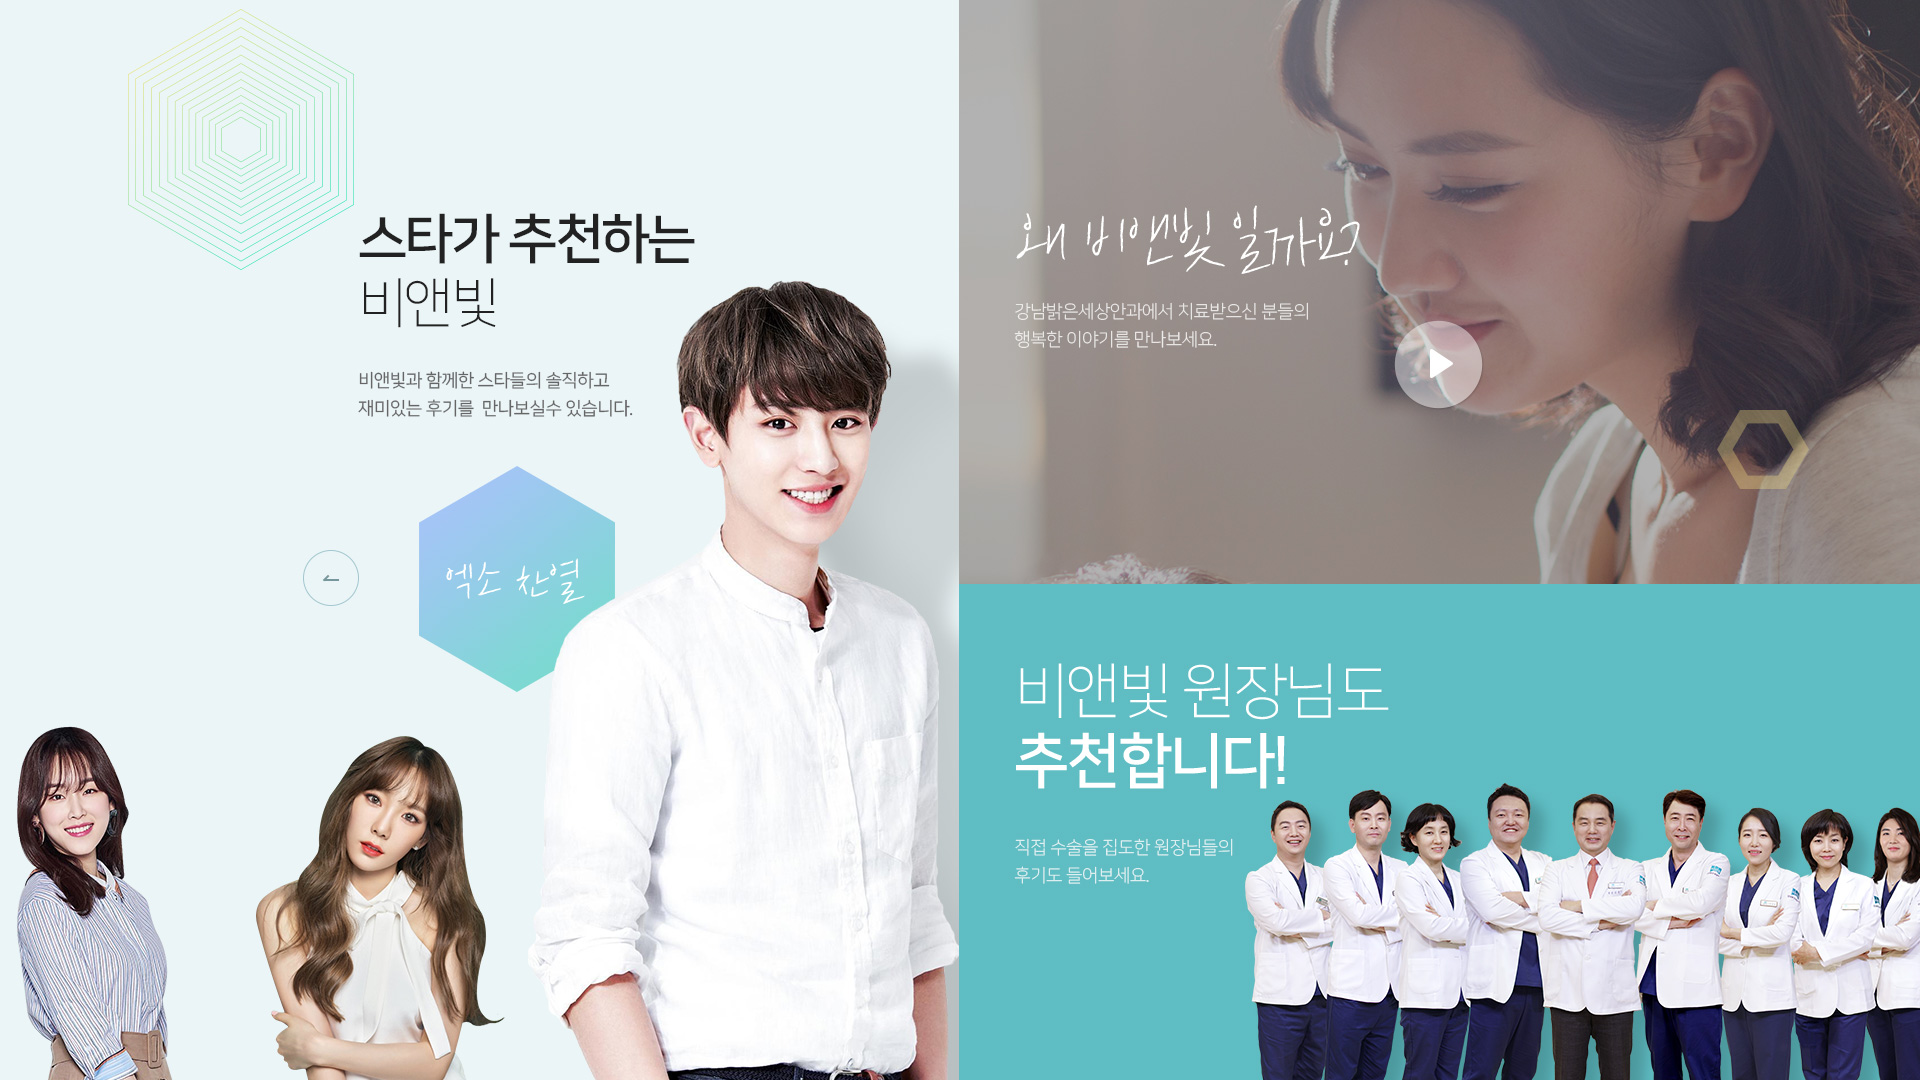 스타가 추천하는
비앤빛
비앤빛과 함께한 스타들의 솔직하고
재미있는 후기를 만나보실수 있습니다.
엑소 찬열
왜 비앤빛 일까요?
강남밝은세상안과에서 치료받으신 분들의
행복한 이야기를 만나보세요.
비앤빛 원장님도
추천합니다!
직접 수술을 집도한 원장님들의
후기도 들어보세요.